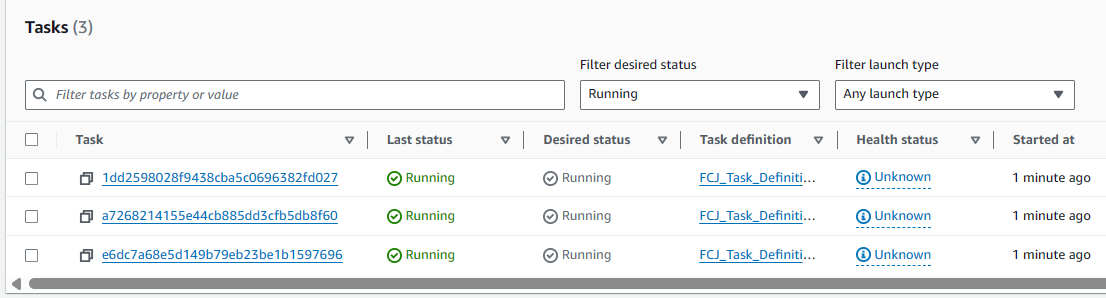 Tasks (3)
Filter desired status Filter launch type
Filter tasks by property or value Running Any launch type
Task Last status Desired status Task definition Health status Started at
1dd2598028f9438cba5c0696382fd027 Running Running FCJ_Task_Definiti... Unknown 1 minute ago
a7268214155e44cb885dd3cfb5db8f60 Running Running FCJ_Task_Definiti... Unknown 1 minute ago
e6dc7a68e5d149b79eb23be1b1597696 Running Running FCJ_Task_Definiti... Unknown 1 minute ago